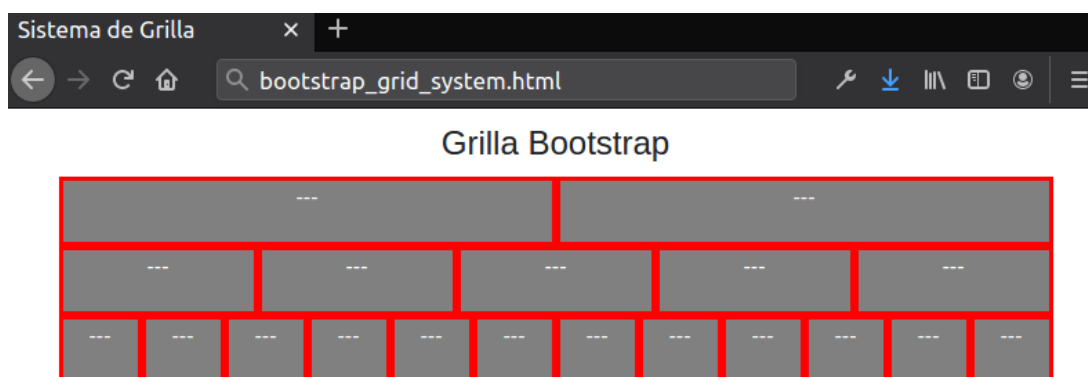 Sistema de Grilla
bootstrap_grid_system.html
Grilla Bootstrap
--- ---
--- --- --- --- ---
--- --- --- --- --- --- --- --- --- --- --- ---